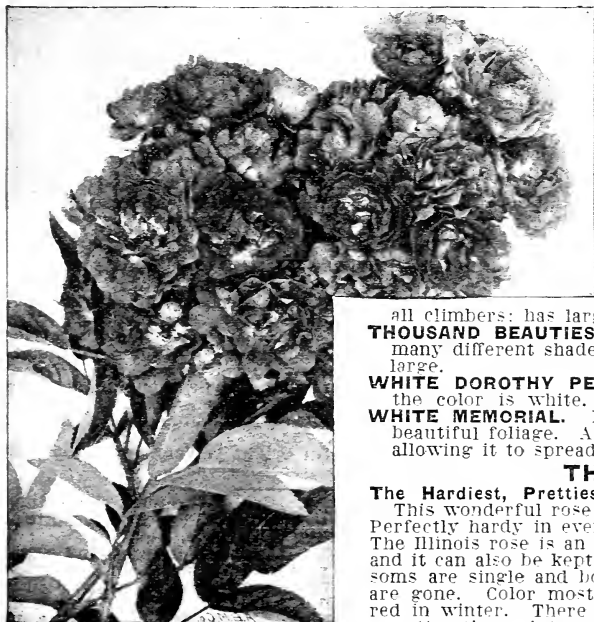 all climbers; has larg
THOUSAND BEAUTIES
many different shade
large.
WHITE DOROTHY PE
the color is white.
WHITE MEMORIAL.
beautiful foliage. A
allowing it to spread
TH
The Hardiest, Pretties
This wonderful rose
Perfectly hardy in eve
The Illinois rose is an
and it can also be kept
soms are single and bo
are gone. Color most
red in winter. There